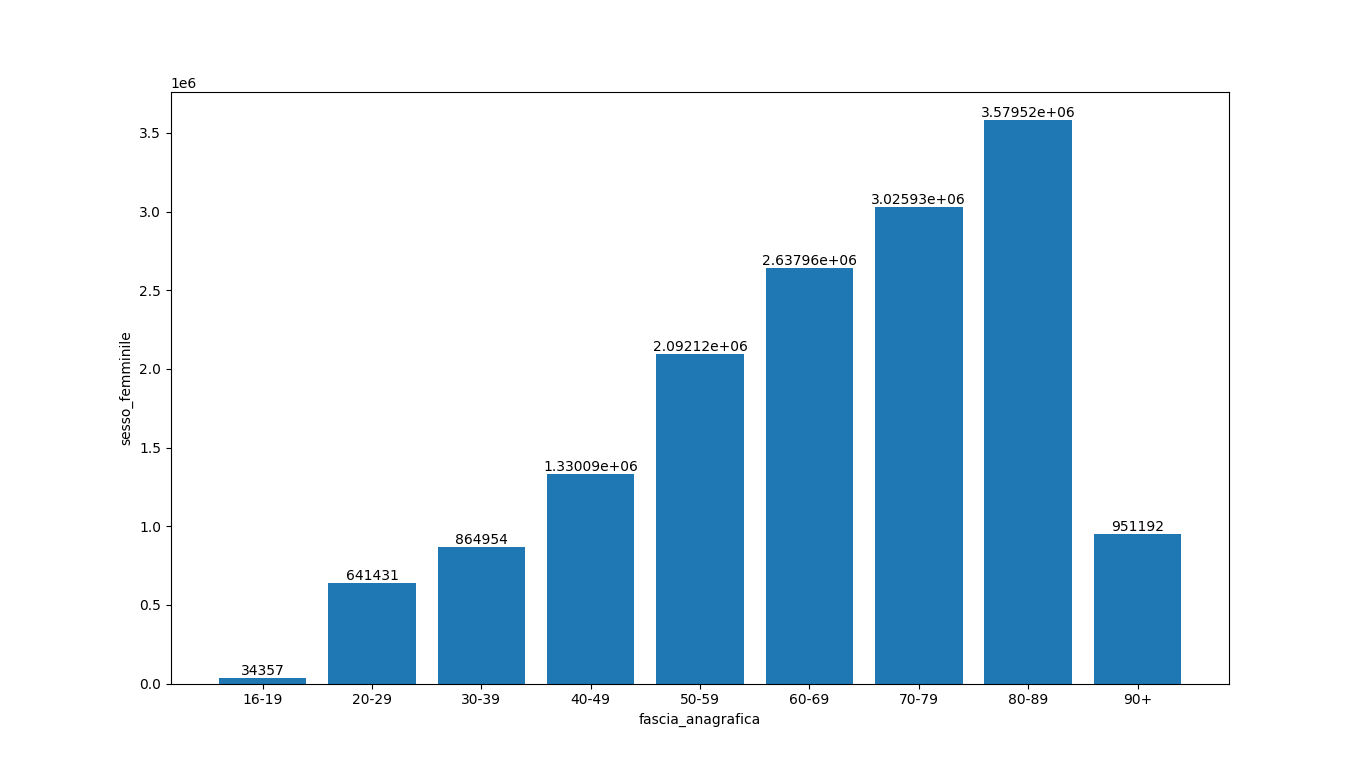 1e6
3.5
3.0
2.5
2.0
1.5
1.0
0.5
0.0
sesso_femminile
34357
641431
864954
1.33009e+06
2.09212e+06
2.63796e+06
3.02593e+06
3.57952e+06
951192
16-19 20-29 30-39 40-49 50-59 60-69 70-79 80-89 90+
fascia_anagrafica